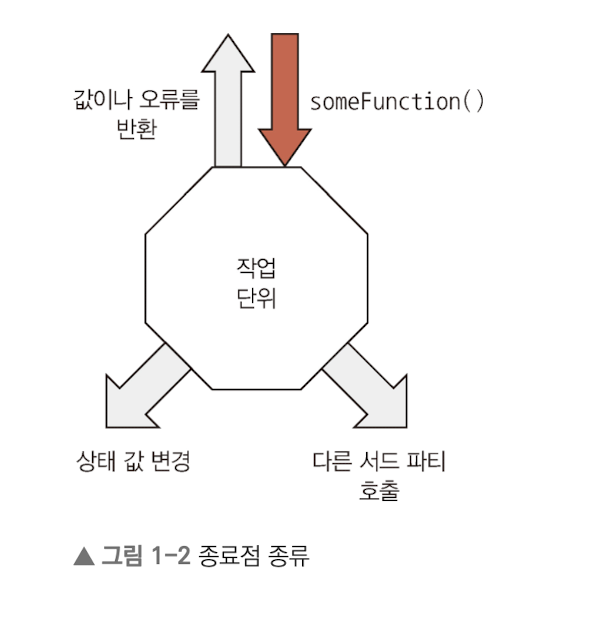 값이나 오류를
반환
someFunction()
작업
단위
상태 값 변경
다른 서드 파티
호출
▲ 그림 1-2 종료점 종류